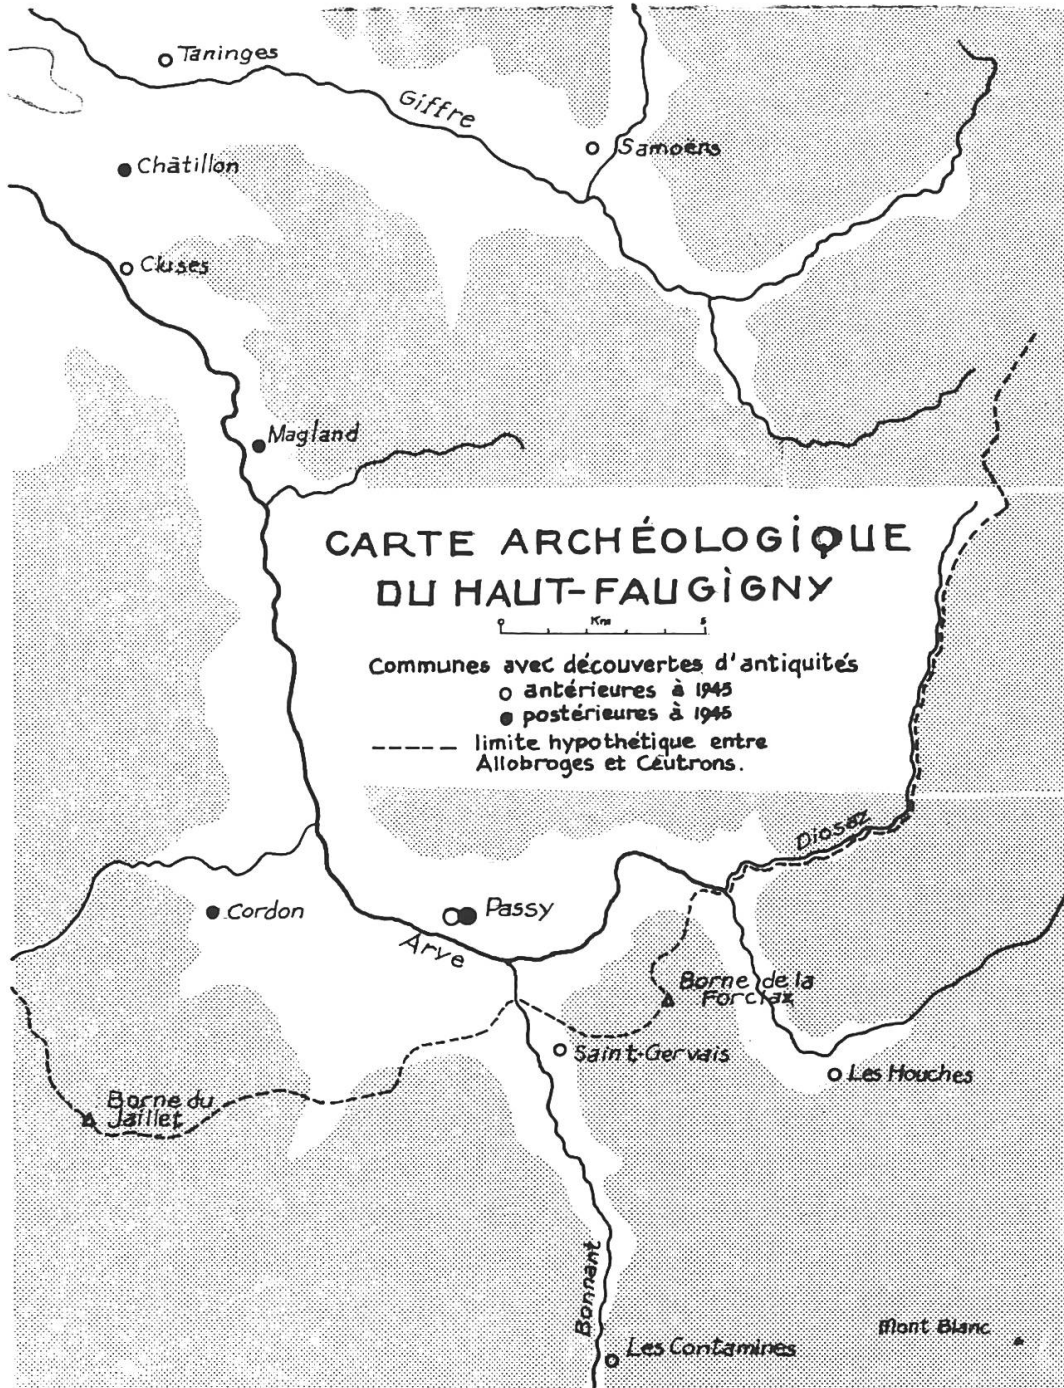 Taninges
Giffre
Samoëns
Châtillon
Cluses
Magland
CARTE ARCHÉOLOGIQUE
DU HAUT-FAUGIGNY
0 Km 5
Communes avec découvertes d'antiquités
antérieures à 1945
postérieures à 1945
limite hypothétique entre
Allobroges et Ceutrons.
Diosaz
Cordon
Passy
Arve
Borne de la
Forclaz
Saint-Gervais
Les Houches
Borne du
Jaillet
Bonnant
Mont Blanc
Les Contamines